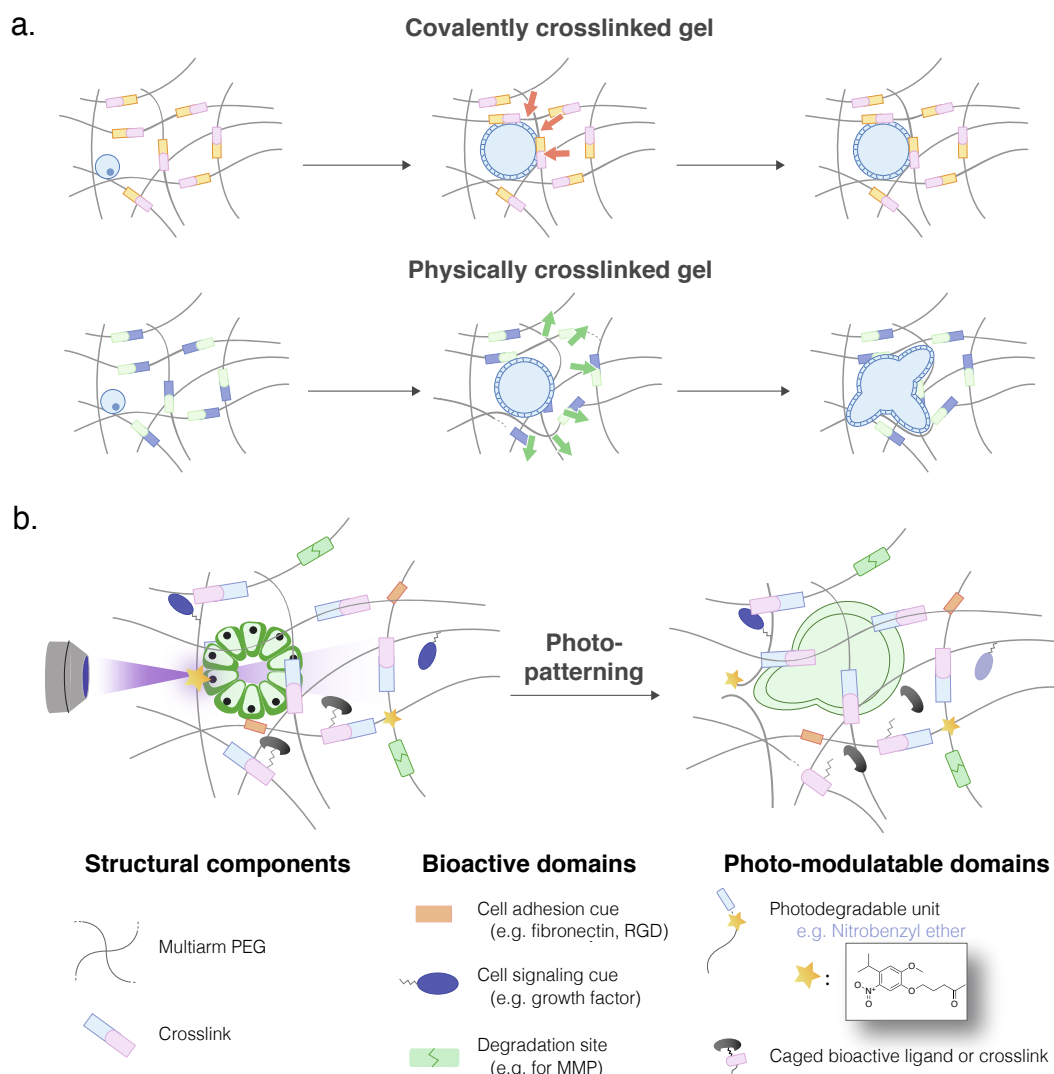 a.
Covalently crosslinked gel
Physically crosslinked gel
b.
Photo-
patterning
Structural components
Bioactive domains
Photo-modulatable domains
Multiarm PEG
Crosslink
Cell adhesion cue
(e.g. fibronectin, RGD)
Cell signaling cue
(e.g. growth factor)
Degradation site
(e.g. for MMP)
Photodegradable unit
e.g. Nitrobenzyl ether
:
O
O⁻
N⁺
O
O
O
Caged bioactive ligand or crosslink